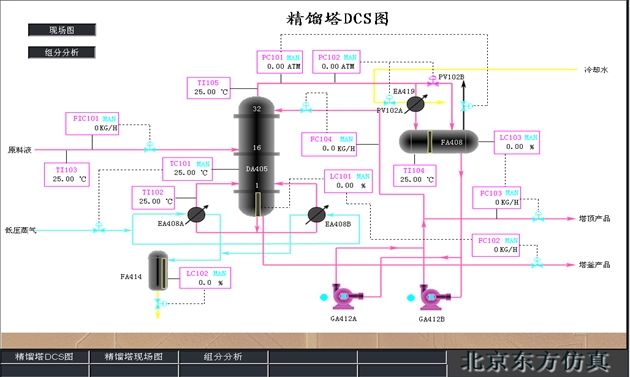 精馏塔DCS图
现场图
组分分析
PC101 MAN
0.00 ATM
PC102 MAN
0.00 ATM
PV102B
冷却水
TI105
25.00 ℃
EA419
PV102A
32
FIC101 MAN
0KG/H
FC104 MAN
0.0 KG/H
FA408
LC103 MAN
0.00 %
原料液
16
TI103
25.00 ℃
TC101 MAN
25.00 ℃
DA405
TI104
25.00 ℃
LC101 MAN
0.00 %
1
TI102
25.00 ℃
FC103 MAN
0KG/H
塔顶产品
EA408A
EA408B
低压蒸气
FC102 MAN
0KG/H
塔釜产品
FA414
LC102 MAN
0.0 %
GA412A
GA412B
精馏塔DCS图
精馏塔现场图
组分分析
北京东方仿真